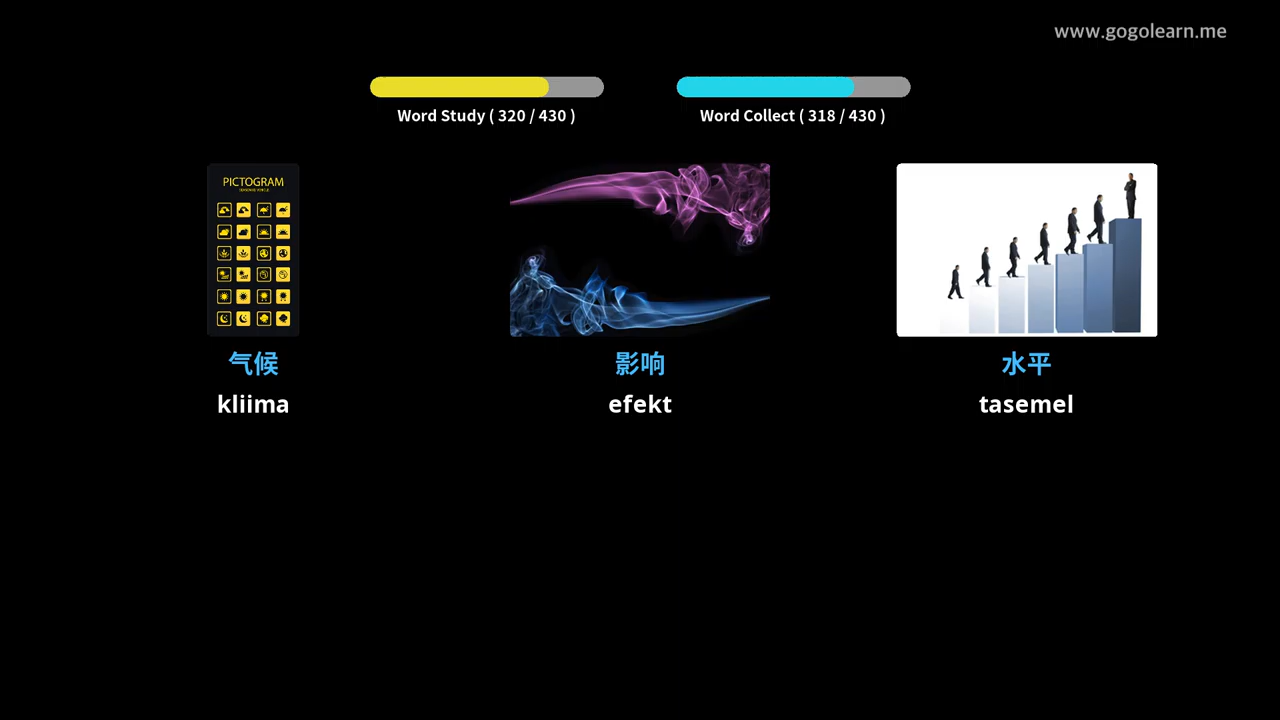 www.gogolearn.me
Word Study ( 320 / 430 )
Word Collect ( 318 / 430 )
PICTOGRAM
气候
影响
水平
kliima
efekt
tasemel